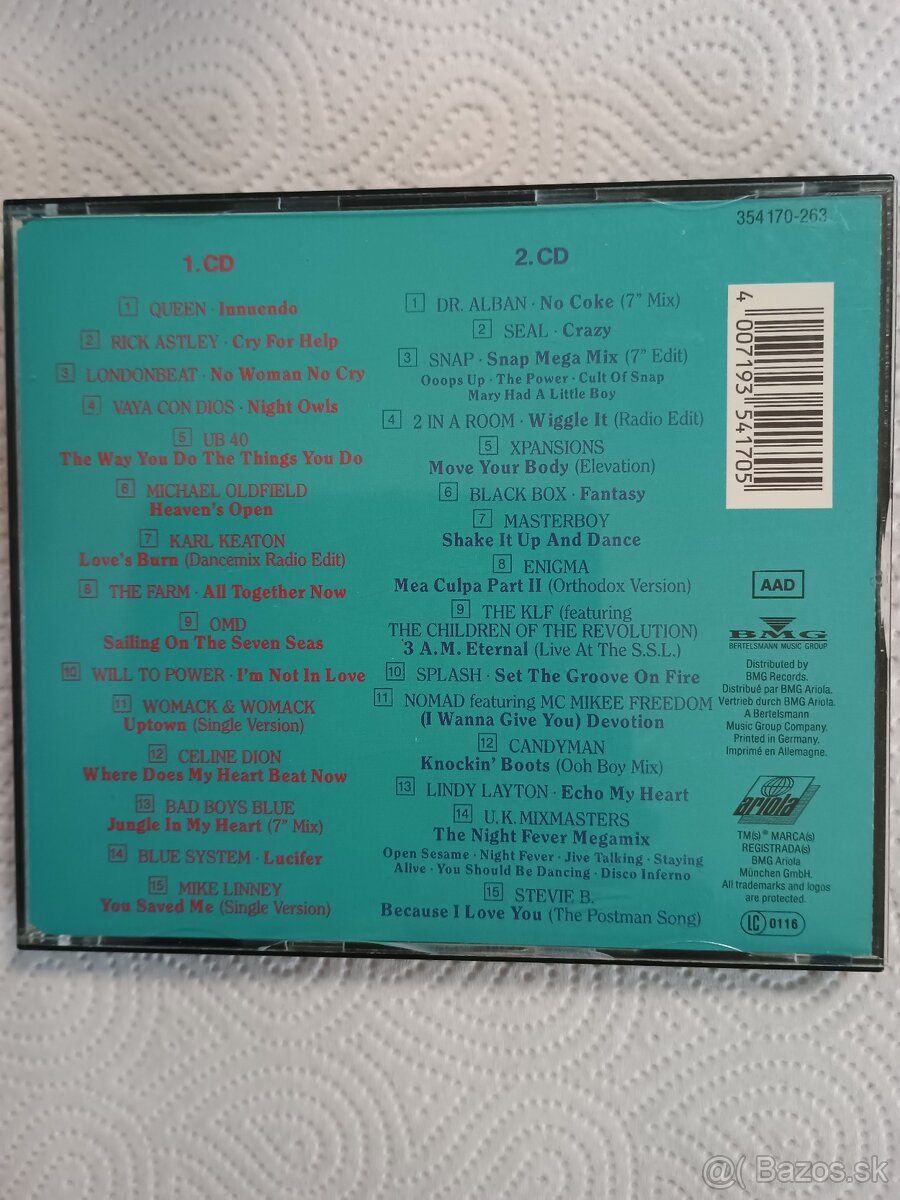 354170-263
1.CD
1 QUEEN · Innuendo
2 RICK ASTLEY · Cry For Help
3 LONDONBEAT · No Woman No Cry
4 VAYA CON DIOS · Night Owls
5 UB 40
The Way You Do The Things You Do
6 MICHAEL OLDFIELD
Heaven's Open
7 KARL KEATON
Love's Burn (Dancemix Radio Edit)
8 THE FARM · All Together Now
9 OMD
Sailing On The Seven Seas
10 WILL TO POWER · I'm Not In Love
11 WOMACK & WOMACK
Uptown (Single Version)
12 CELINE DION
Where Does My Heart Beat Now
13 BAD BOYS BLUE
Jungle In My Heart (7" Mix)
14 BLUE SYSTEM · Lucifer
15 MIKE LINNEY
You Saved Me (Single Version)
2.CD
1 DR. ALBAN · No Coke (7" Mix)
2 SEAL · Crazy
3 SNAP · Snap Mega Mix (7" Edit)
Ooops Up · The Power · Cult Of Snap
Mary Had A Little Boy
4 2 IN A ROOM · Wiggle It (Radio Edit)
5 XPANSIONS
Move Your Body (Elevation)
6 BLACK BOX · Fantasy
7 MASTERBOY
Shake It Up And Dance
8 ENIGMA
Mea Culpa Part II (Orthodox Version)
9 THE KLF (featuring
THE CHILDREN OF THE REVOLUTION)
3 A.M. Eternal (Live At The S.S.L.)
10 SPLASH · Set The Groove On Fire
11 NOMAD featuring MC MIKEE FREEDOM
(I Wanna Give You) Devotion
12 CANDYMAN
Knockin' Boots (Ooh Boy Mix)
13 LINDY LAYTON · Echo My Heart
14 U.K. MIXMASTERS
The Night Fever Megamix
Open Sesame · Night Fever · Jive Talking · Staying
Alive · You Should Be Dancing · Disco Inferno
15 STEVIE B.
Because I Love You (The Postman Song)
4 007193 541705
AAD
BMG
BERTELSMANN MUSIC GROUP
Distributed by
BMG Records.
Distribué par BMG Ariola.
Vertrieb durch BMG Ariola.
A Bertelsmann
Music Group Company.
Printed in Germany.
Imprimé en Allemagne.
ariola
TM(s) ® MARCA(s)
REGISTRADA(s)
BMG Ariola
München GmbH.
All trademarks and logos
are protected.
LC 0116
@( Bazos.sk